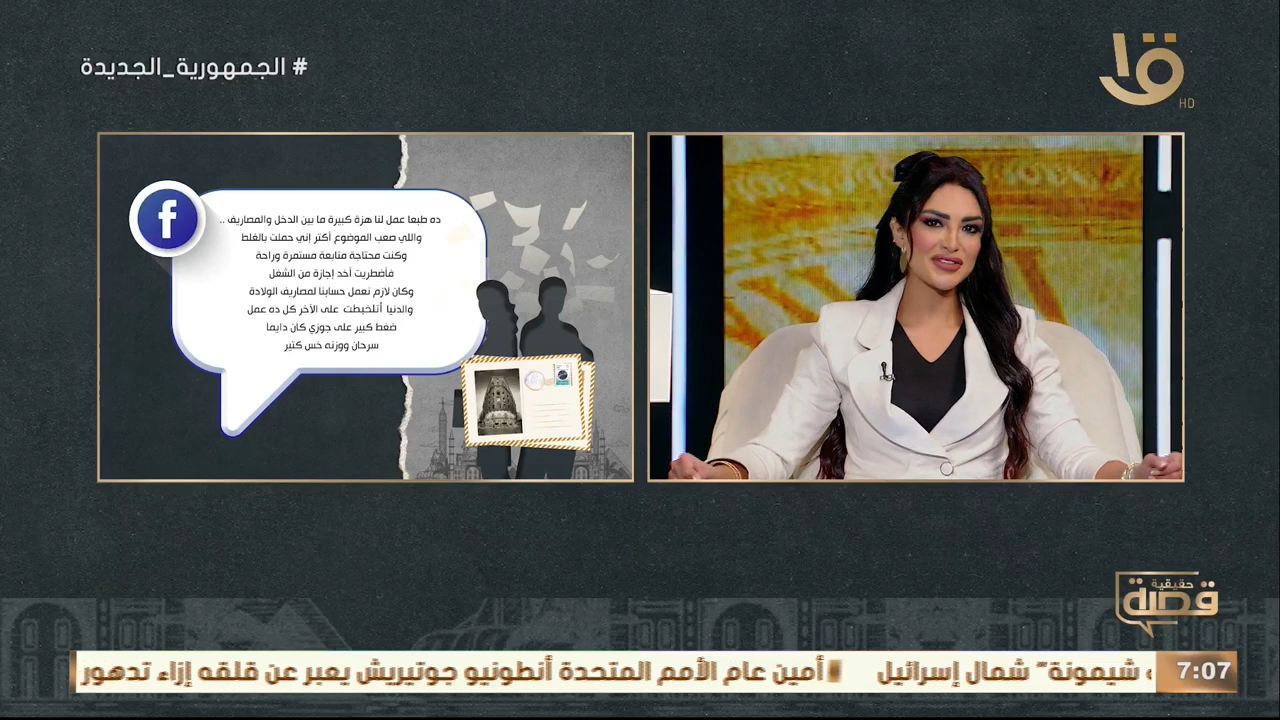 # الجمهورية_الجديدة
HD
ده طبعا عمل لنا هزة كبيرة ما بين الدخل والمصاريف ..
واللي صعب الموضوع أكتر إني حملت بالغلط
وكنت محتاجة متابعة مستمرة وراحة
فأضطريت أخد إجازة من الشغل
وكان لازم نعمل حسابنا لمصاريف الولادة
والدنيا أتلخبطت على الآخر كل ده عمل
ضغط كبير على جوزي كان دايما
سرحان ووزنه خس كتير
قصة
حقيقية
شيمونة" شمال إسرائيل
أمين عام الأمم المتحدة أنطونيو جوتيريش يعبر عن قلقه إزاء تدهور
7:07